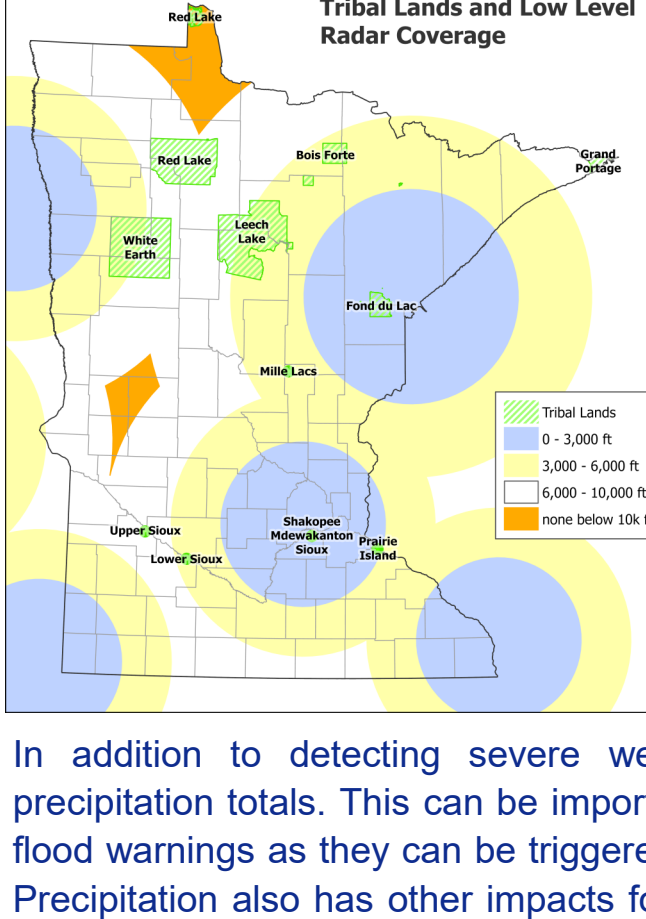 Tribal Lands and Low Level
Radar Coverage
Red Lake
Red Lake
Bois Forte
Grand
Portage
White
Earth
Leech
Lake
Fond du Lac
Mille Lacs
Tribal Lands
0 - 3,000 ft
3,000 - 6,000 ft
6,000 - 10,000 ft
none below 10k f
Upper Sioux
Lower Sioux
Shakopee
Mdewakanton
Sioux
Prairie
Island
In addition to detecting severe we
precipitation totals. This can be import
flood warnings as they can be triggere
Precipitation also has other impacts fo